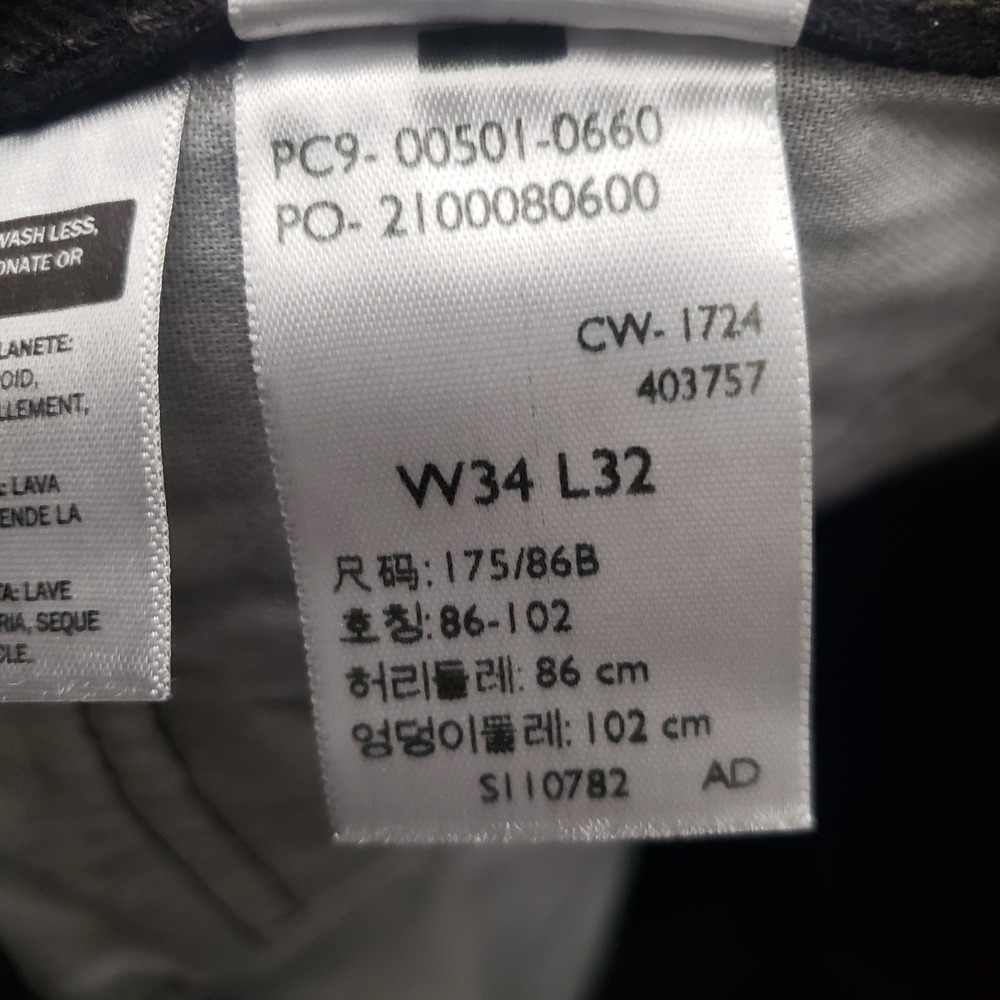 WASH LESS,
ONATE OR
LANETE:
OID,
LLEMENT,
: LAVA
ENDE LA
TA: LAVE
RIA, SEQUE
CLE.
PC9- 00501-0660
PO- 2100080600
CW- 1724
403757
W34 L32
尺码: 175/86B
호칭: 86-102
허리둘레: 86 cm
엉덩이둘레: 102 cm
S110782 AD